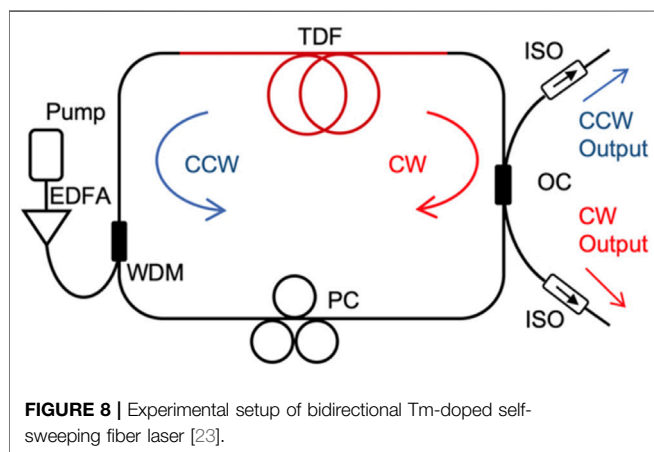 TDF
ISO
Pump
CCW
CW
CCW
Output
EDFA
OC
WDM
CW
Output
PC
ISO
FIGURE 8 | Experimental setup of bidirectional Tm-doped self-
sweeping fiber laser [23].